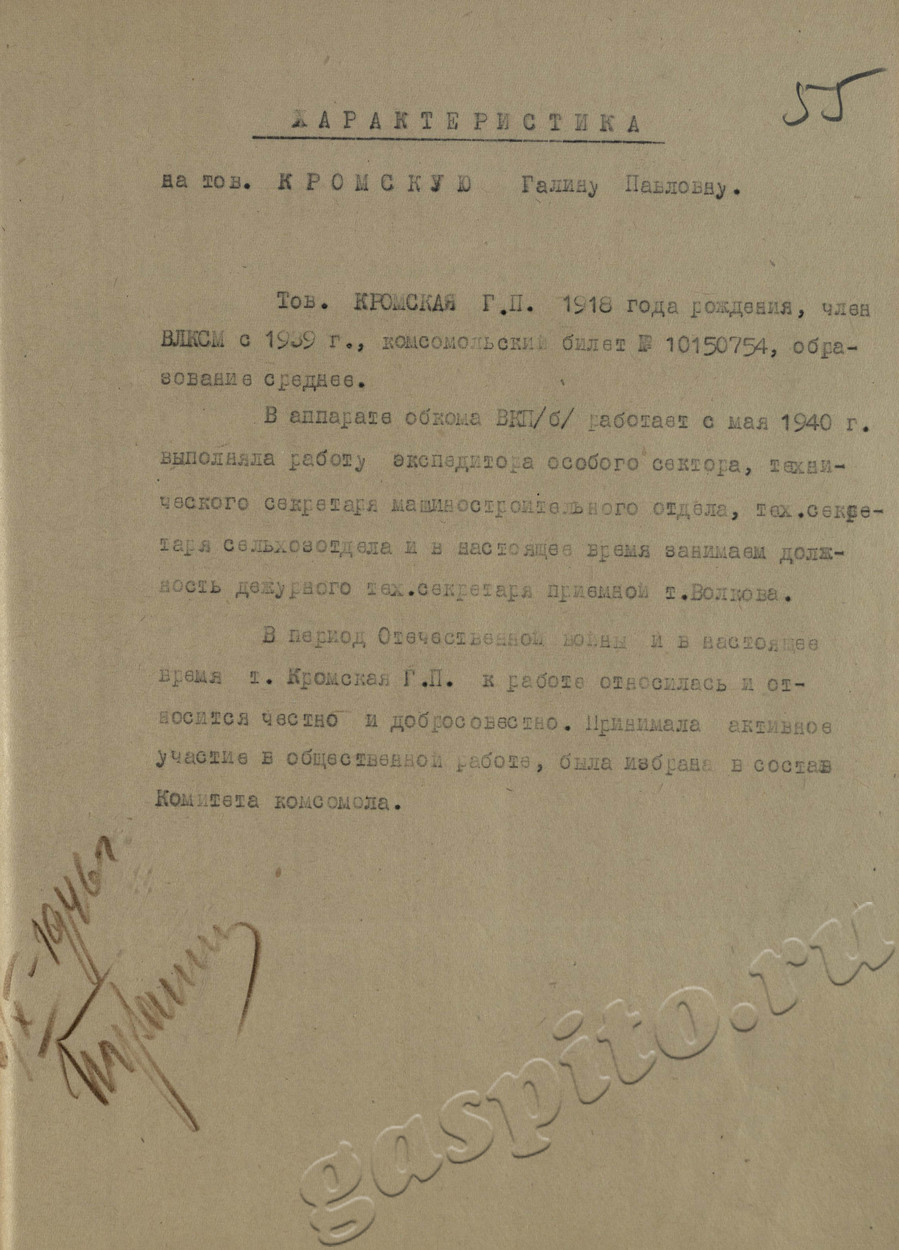 55
ХАРАКТЕРИСТИКА
на тов. КРОМСКУЮ Галину Павловну.
Тов. КРОМСКАЯ Г.П. 1918 года рождения, член
ВЛКСМ с 1939 г., комсомольский билет № 10150754, обра-
зование среднее.
В аппарате обкома ВКП/б/ работает с мая 1940 г.
выполняла работу экспедитора особого сектора, техни-
ческого секретаря машиностроительного отдела, тех.секре-
таря сельхозотдела и в настоящее время занимаем долж-
ность дежурного тех.секретаря приемной т.Волкова.
В период Отечественной войны и в настоящее
время т. Кромская Г.П. к работе относилась и от-
носится честно и добросовестно. Принимала активное
участие в общественной работе, была избрана в состав
Комитета комсомола.
X-1946г.
gaspito.ru